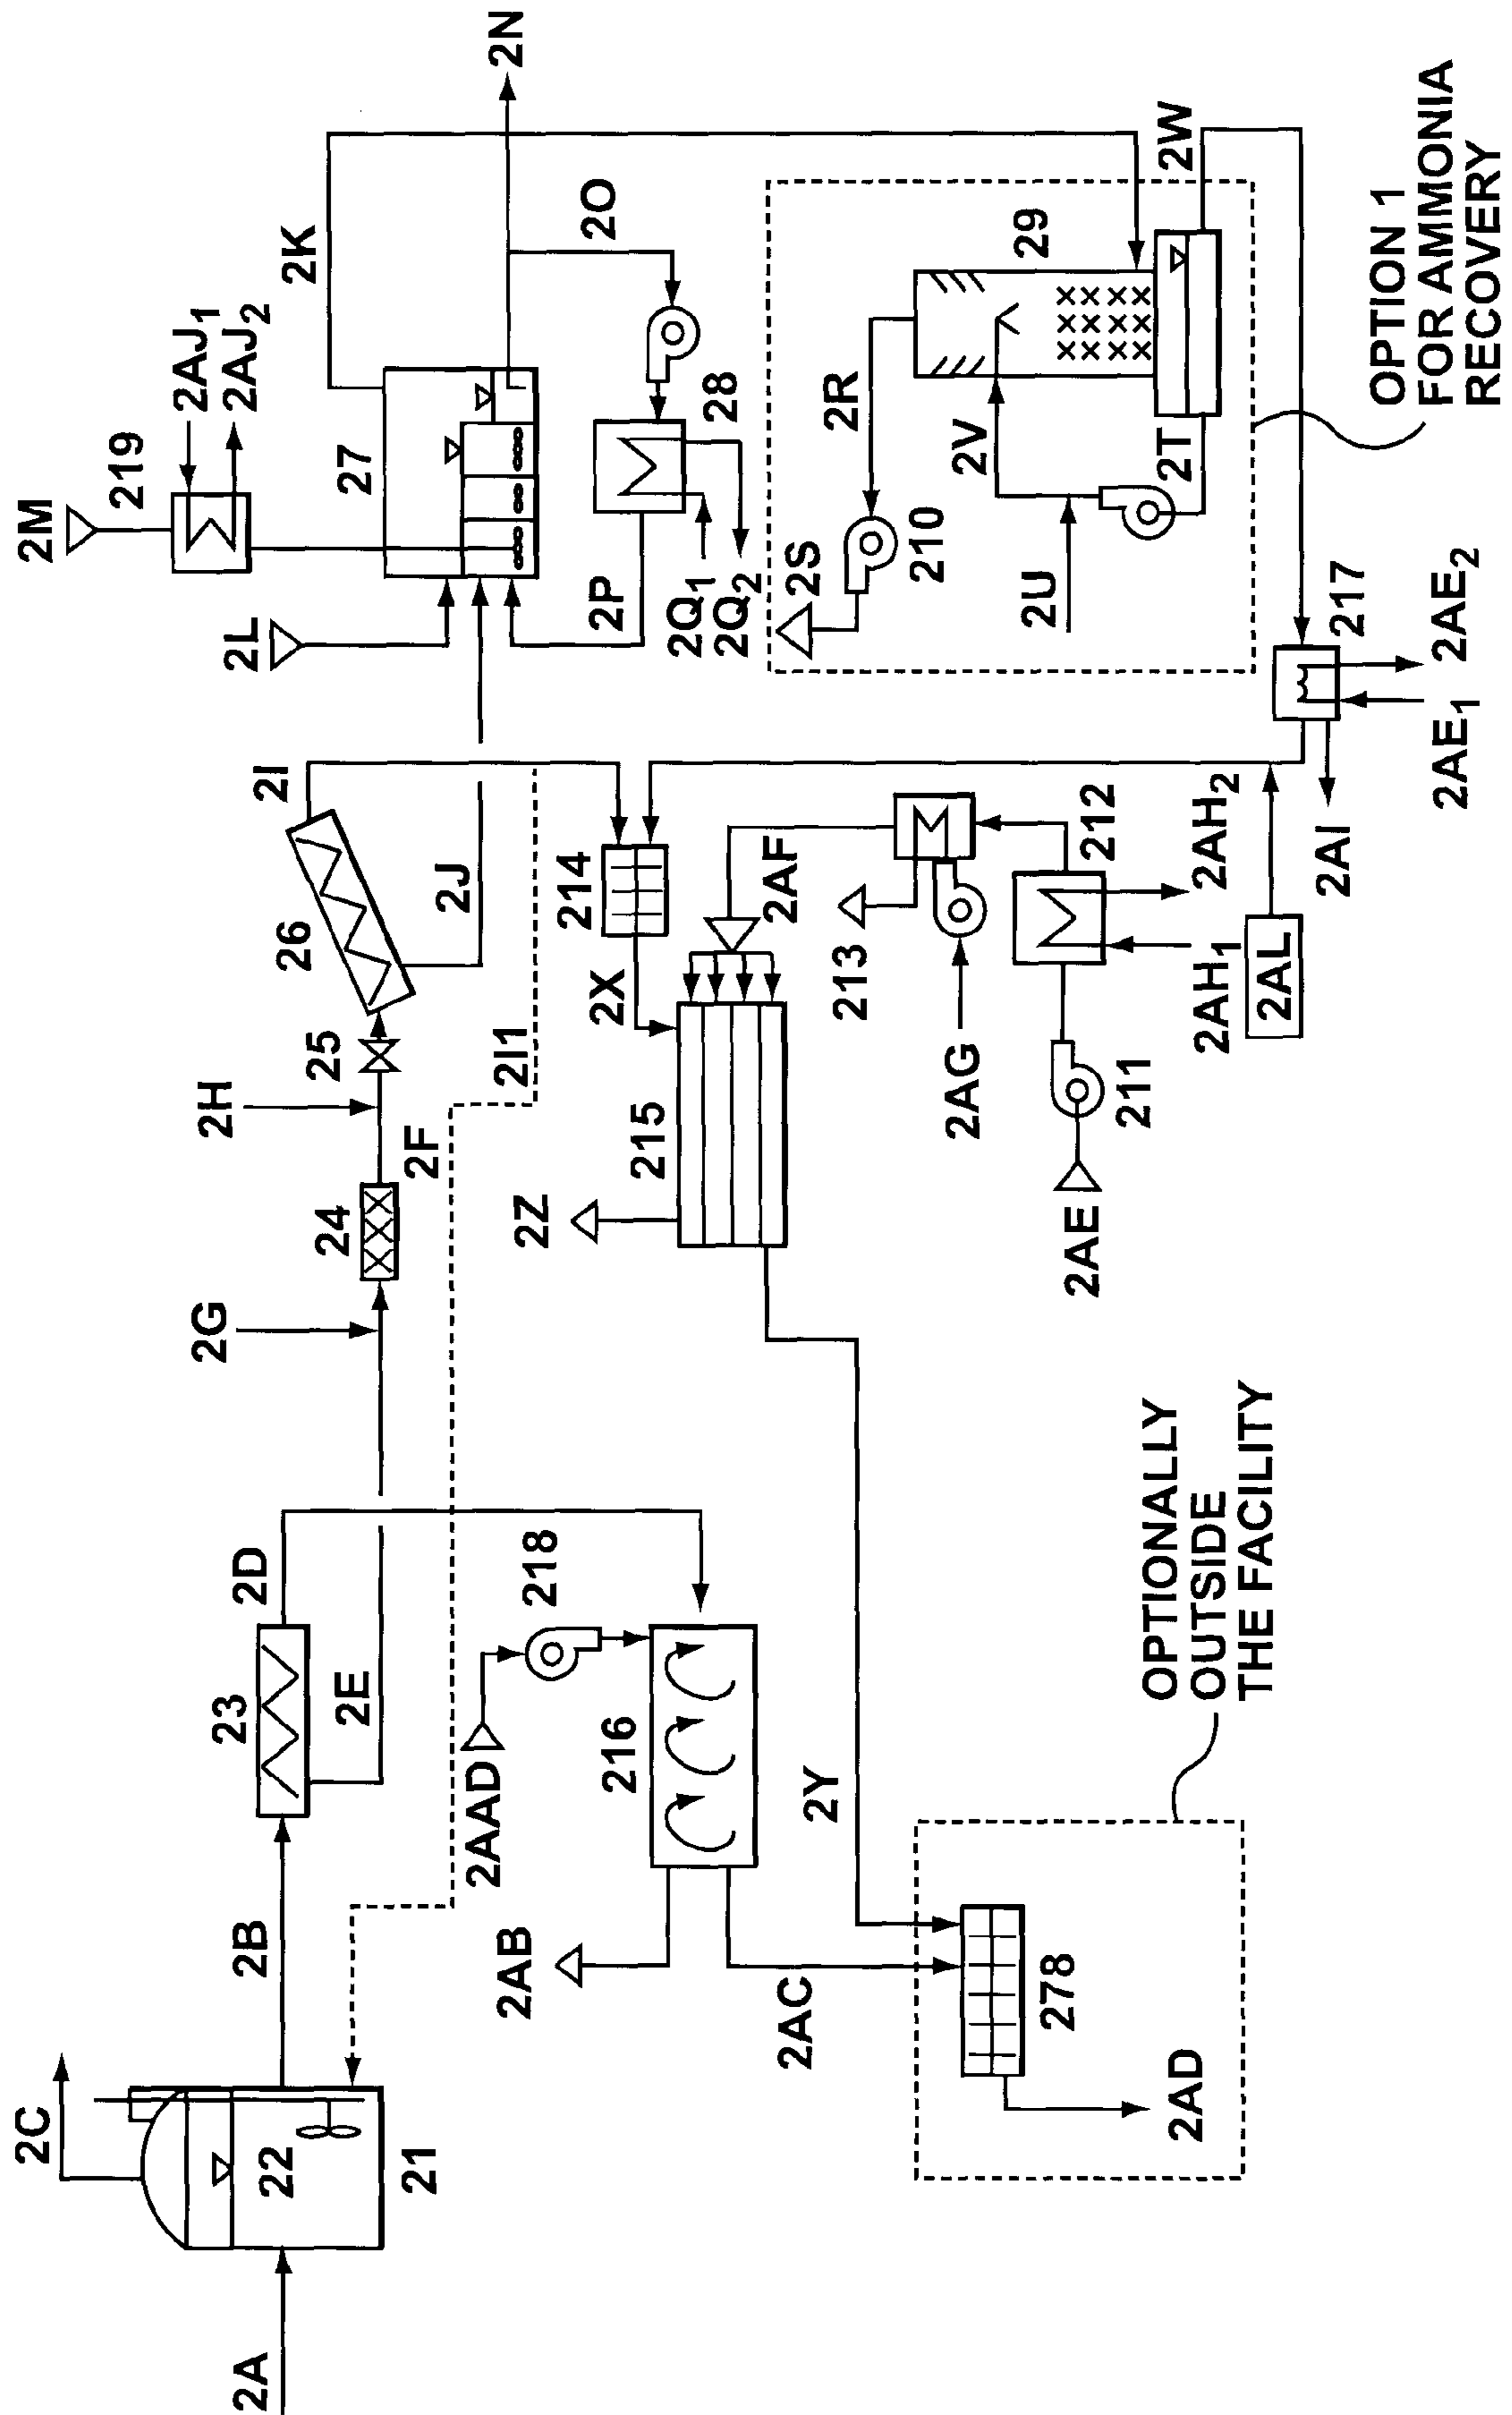 2A
2C
22
21
2B
23
2D
2E
2G
24
2F
2H
25
26
2I
2J
2I1
2M
219
2AJ1
2AJ2
2L
27
2K
2N
2O
28
2P
2Q1
2Q2
2S
210
2R
2V
2U
2T
29
2W
OPTION 1
FOR AMMONIA
RECOVERY
217
2AE1
2AE2
2AI
2AL
214
2X
215
2Z
2AF
213
2AG
212
2AH1
2AH2
211
2AE
2AAD
218
216
2AB
2AC
2Y
278
2AD
OPTIONALLY
OUTSIDE
THE FACILITY